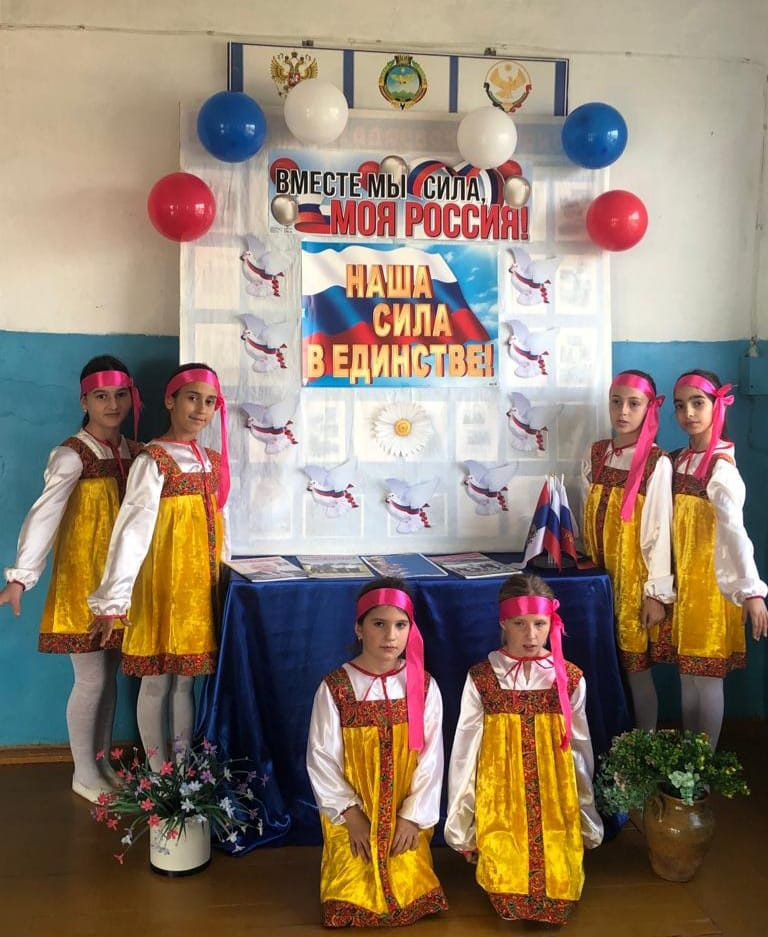 ВМЕСТЕ МЫ СИЛА,
МОЯ РОССИЯ!
НАША
СИЛА
В ЕДИНСТВЕ!